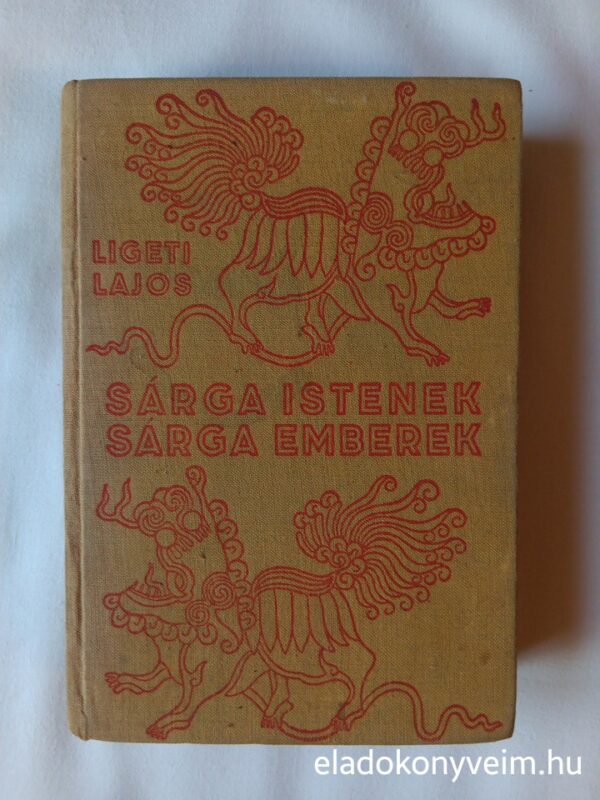 LIGETI
LAJOS
SÁRGA ISTENEK
SÁRGA EMBEREK
eladokonyveim.hu